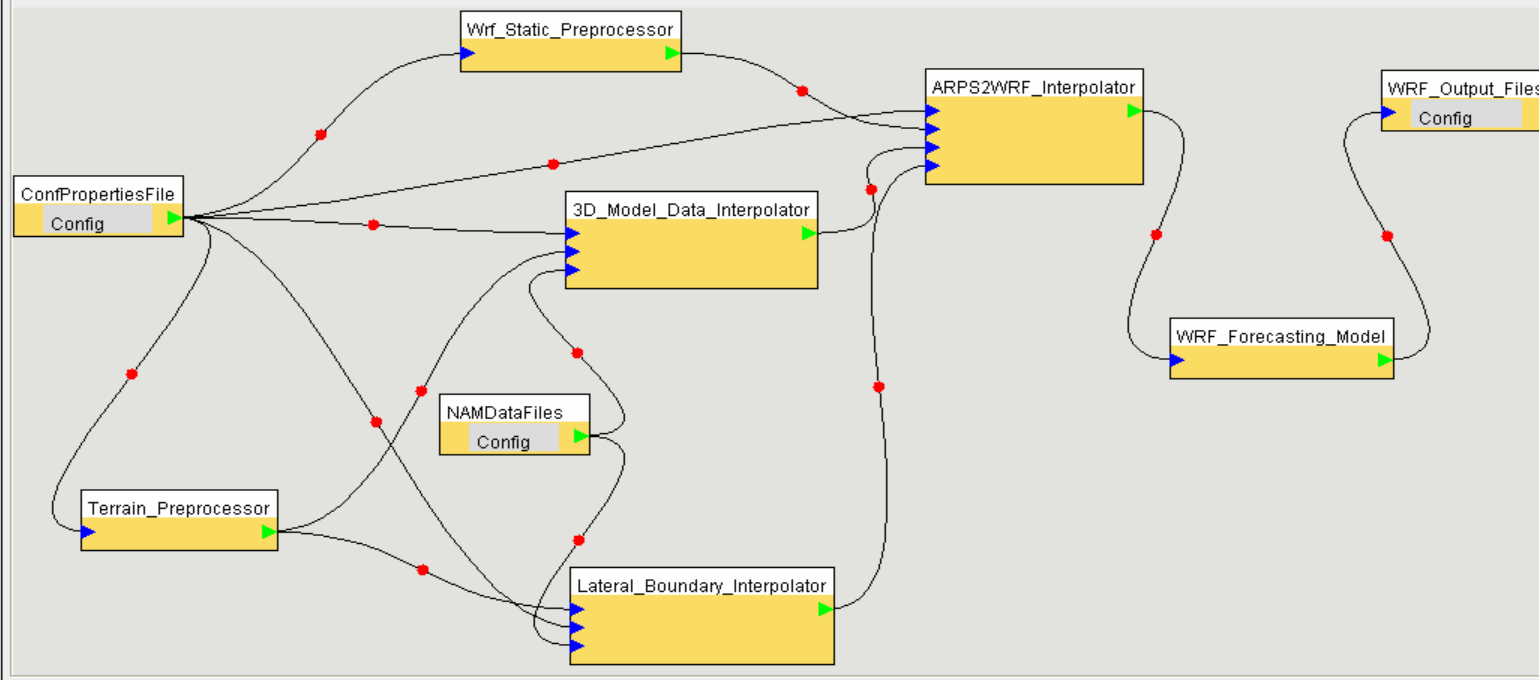 Wrf_Static_Preprocessor
ARPS2WRF_Interpolator
WRF_Output_Files
Config
ConfPropertiesFile
Config
3D_Model_Data_Interpolator
WRF_Forecasting_Model
NAMDataFiles
Config
Terrain_Preprocessor
Lateral_Boundary_Interpolator